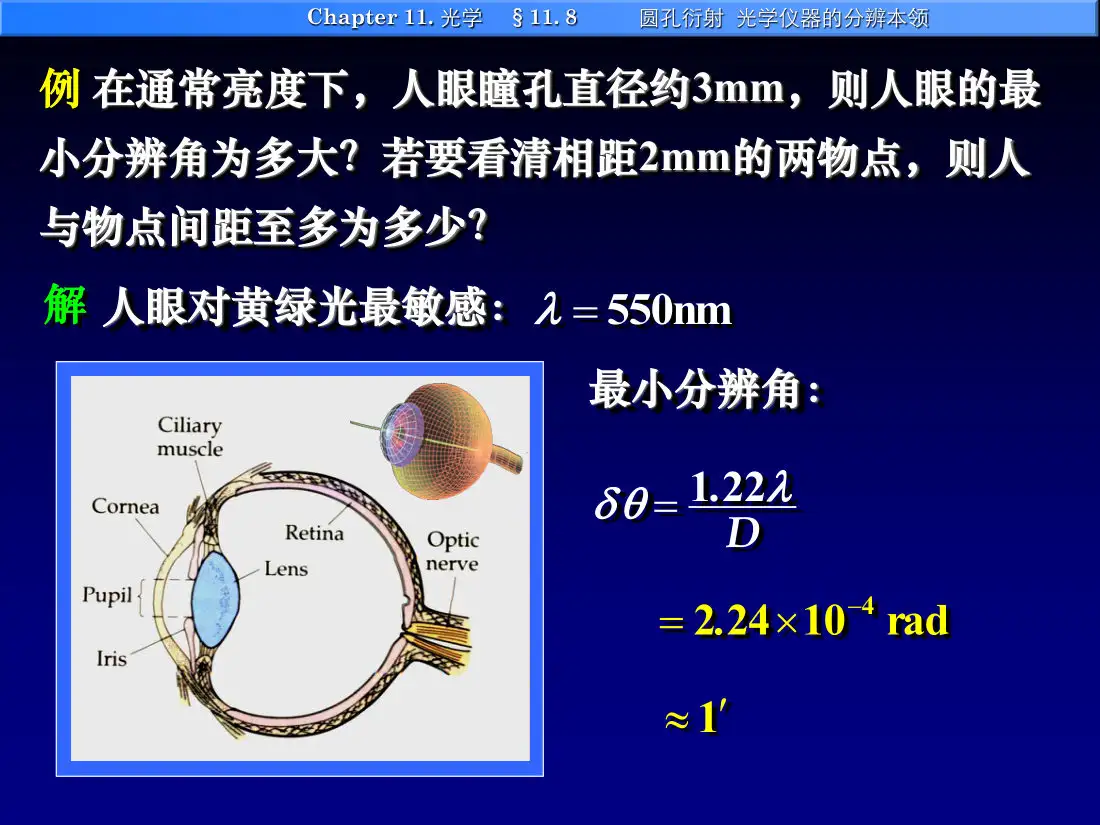 Chapter 11. 光学 §11. 8 圆孔衍射 光学仪器的分辨本领
例 在通常亮度下，人眼瞳孔直径约3mm，则人眼的最
小分辨角为多大？若要看清相距2mm的两物点，则人
与物点间距至多为多少？
解 人眼对黄绿光最敏感：λ = 550nm
最小分辨角：
δθ = 1.22λ / D
= 2.24×10⁻⁴ rad
≈ 1′
Ciliary
muscle
Cornea
Retina
Optic
nerve
Lens
Pupil
Iris